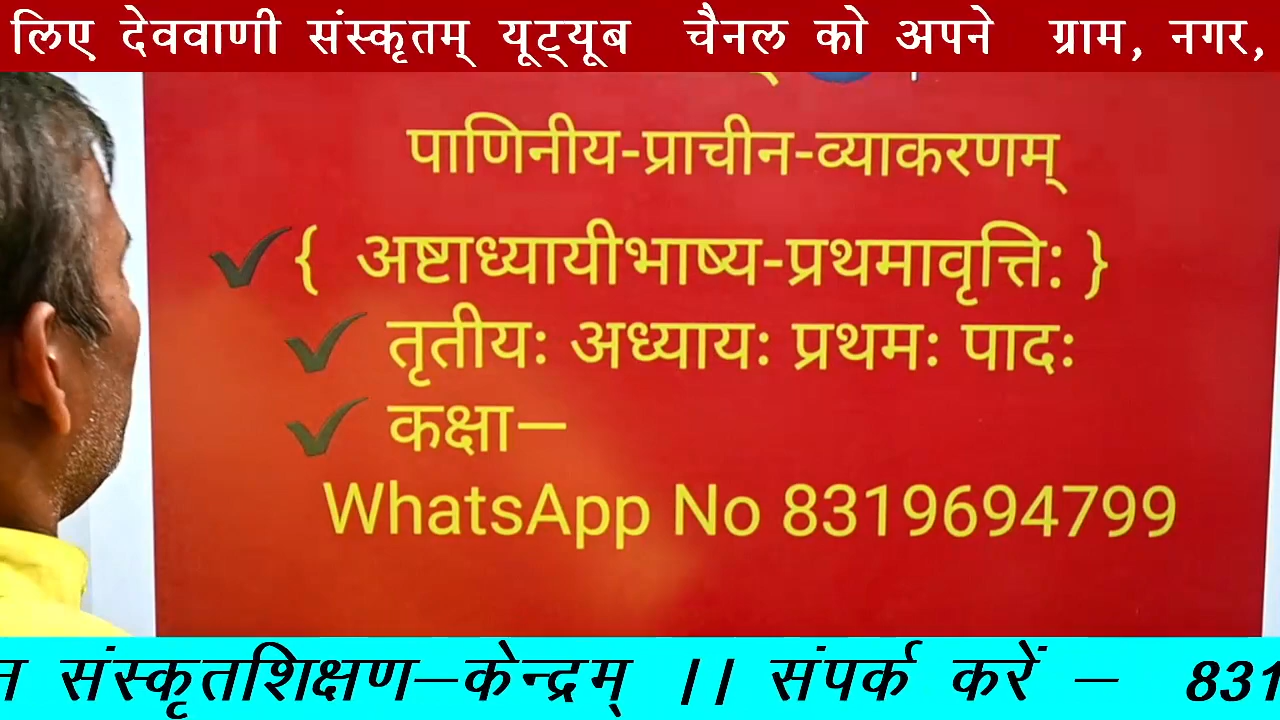 लिए देववाणी संस्कृतम् यूट्यूब चैनल को अपने ग्राम, नगर,
पाणिनीय-प्राचीन-व्याकरणम्
{ अष्टाध्यायीभाष्य-प्रथमावृत्ति: }
तृतीयः अध्यायः प्रथमः पादः
कक्षा—
WhatsApp No 8319694799
संस्कृतशिक्षण–केन्द्रम् || संपर्क करें – 831